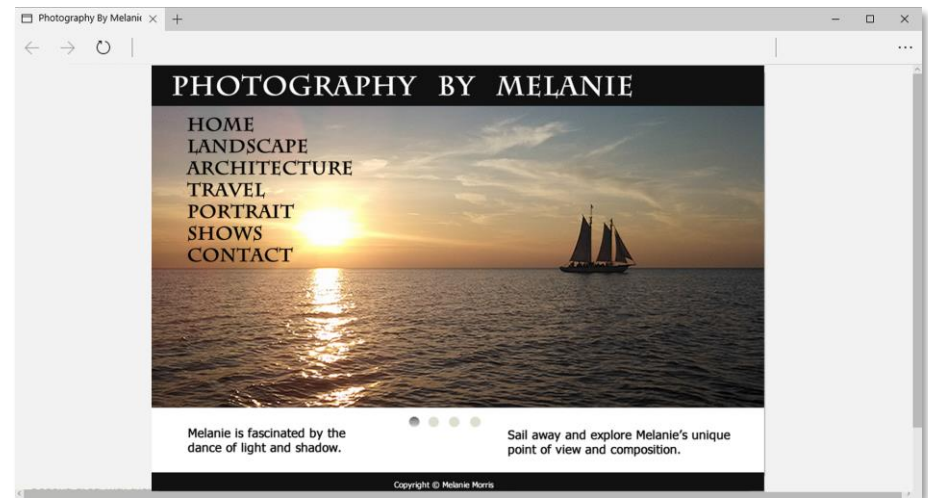 Photography By Melanie
PHOTOGRAPHY BY MELANIE
HOME
LANDSCAPE
ARCHITECTURE
TRAVEL
PORTRAIT
SHOWS
CONTACT
Melanie is fascinated by the
dance of light and shadow.
Sail away and explore Melanie's unique
point of view and composition.
Copyright © Melanie Morris